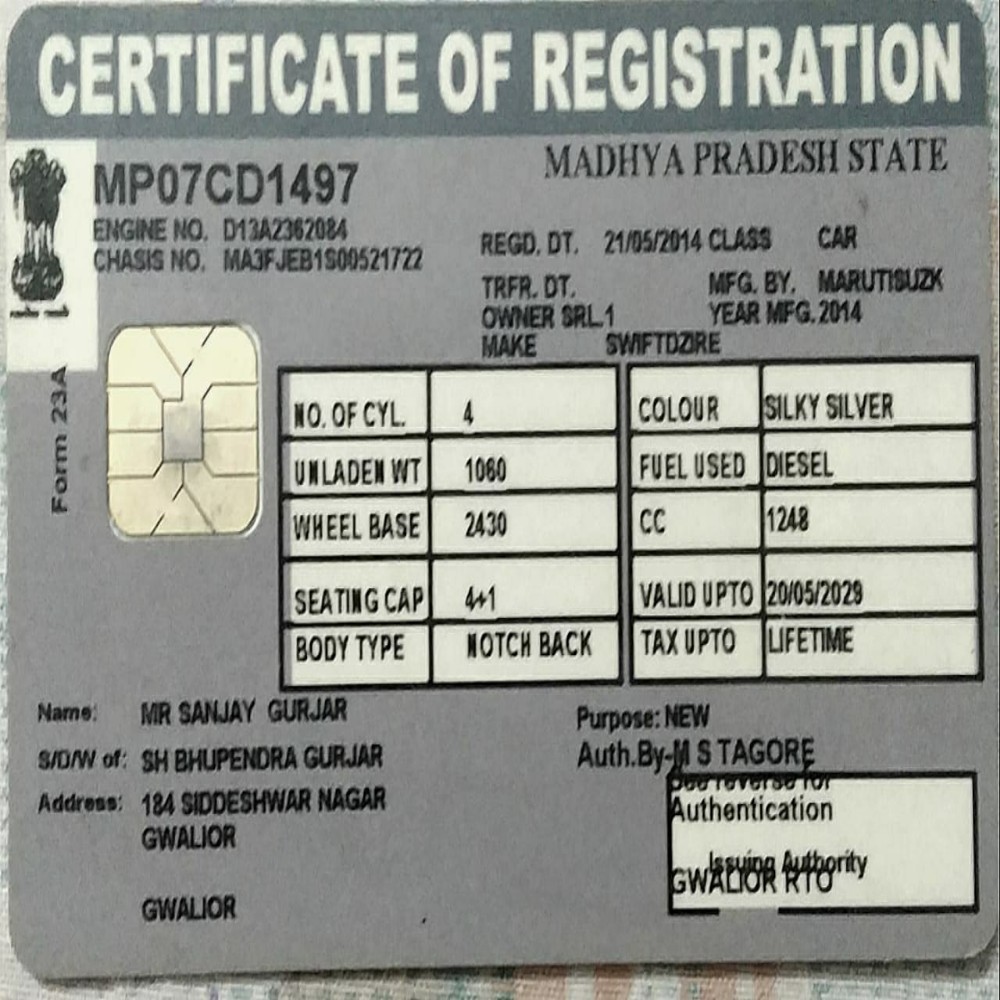 CERTIFICATE OF REGISTRATION
MADHYA PRADESH STATE
MP07CD1497
ENGINE NO. D13A2362084
CHASIS NO. MA3FJEB1S00521722
REGD. DT. 21/05/2014 CLASS CAR
TRFR. DT. MFG. BY. MARUTISUZK
OWNER SRL.1 YEAR MFG. 2014
MAKE SWIFTDZIRE
Form 23A
NO. OF CYL. 4 COLOUR SILKY SILVER
UNLADEN WT 1060 FUEL USED DIESEL
WHEEL BASE 2430 CC 1248
SEATING CAP 4+1 VALID UPTO 20/05/2029
BODY TYPE NOTCH BACK TAX UPTO LIFETIME
Name: MR SANJAY GURJAR
Purpose: NEW
S/D/W of: SH BHUPENDRA GURJAR
Auth.By-M S TAGORE
Address: 184 SIDDESHWAR NAGAR
GWALIOR
GWALIOR
See reverse for
Authentication
Issuing Authority
GWALIOR RTO